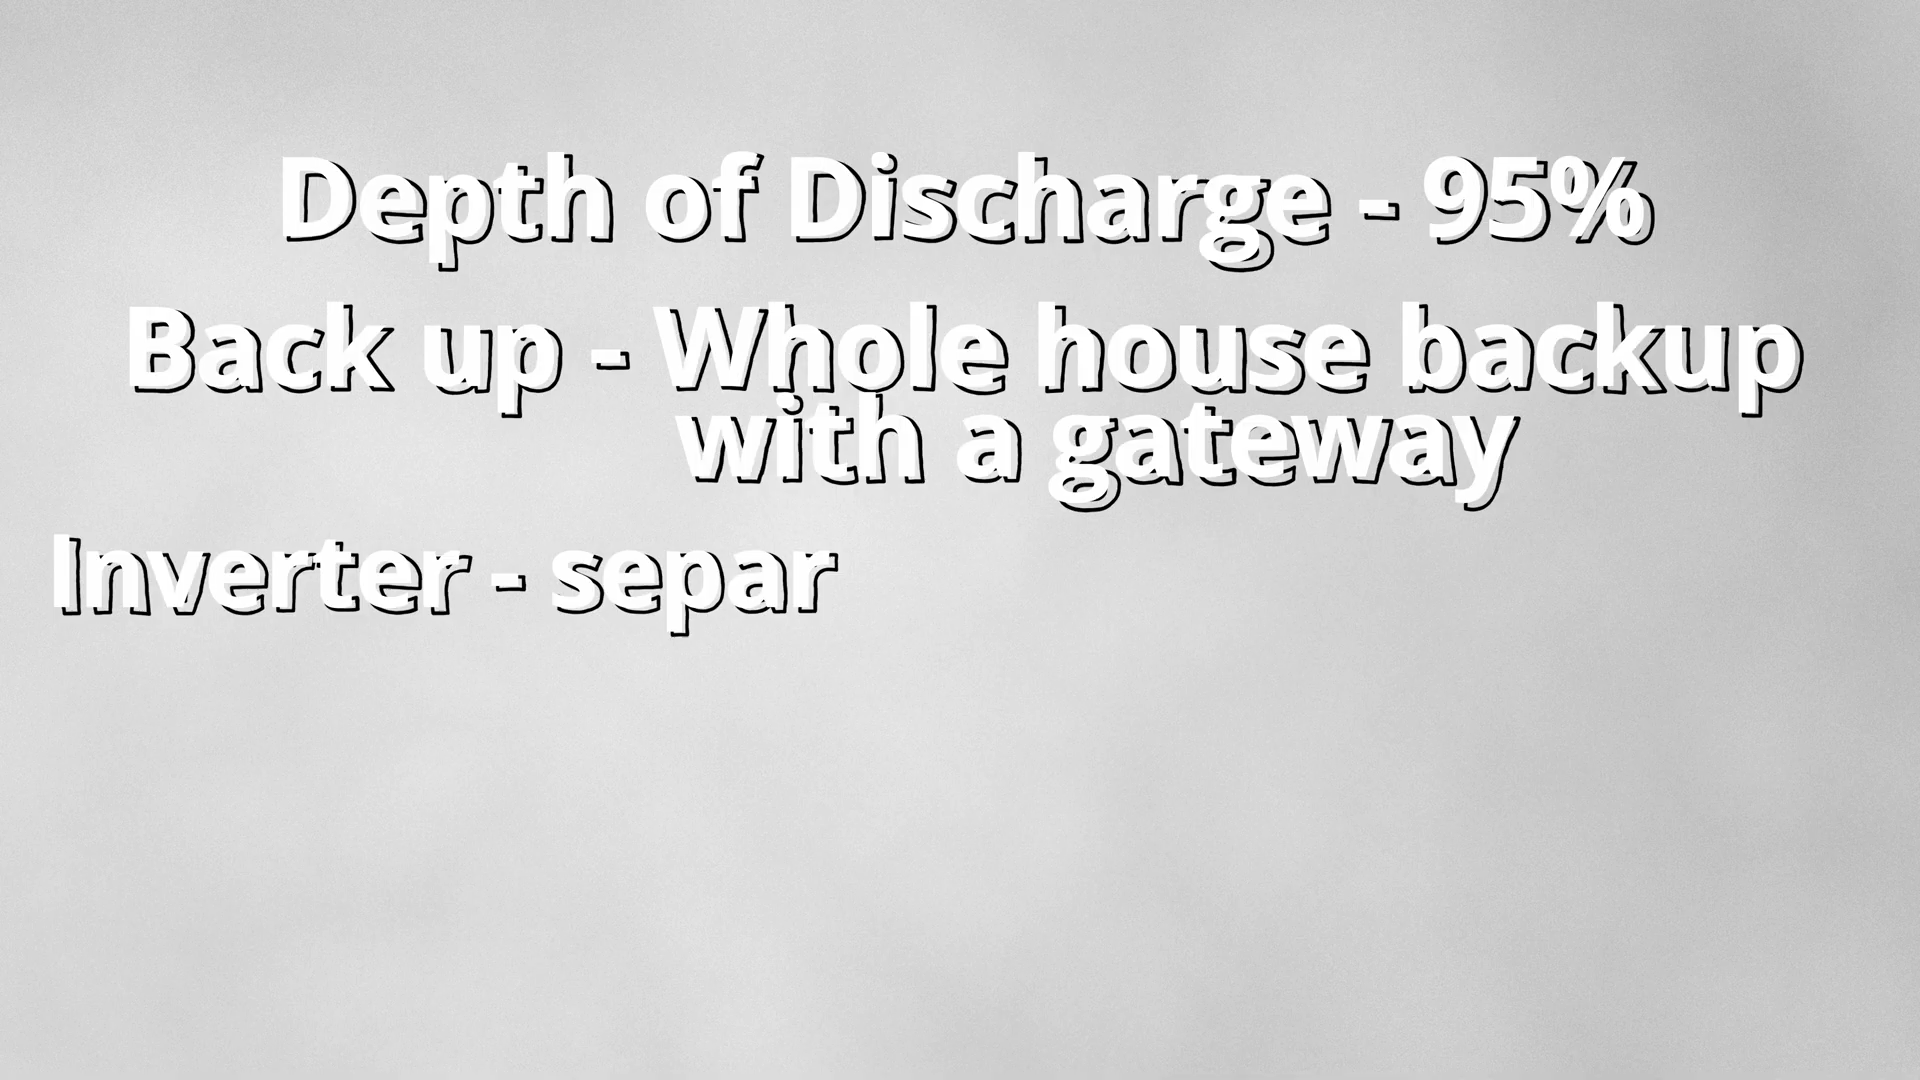 Depth of Discharge - 95%
Back up - Whole house backup
with a gateway
Inverter - separ